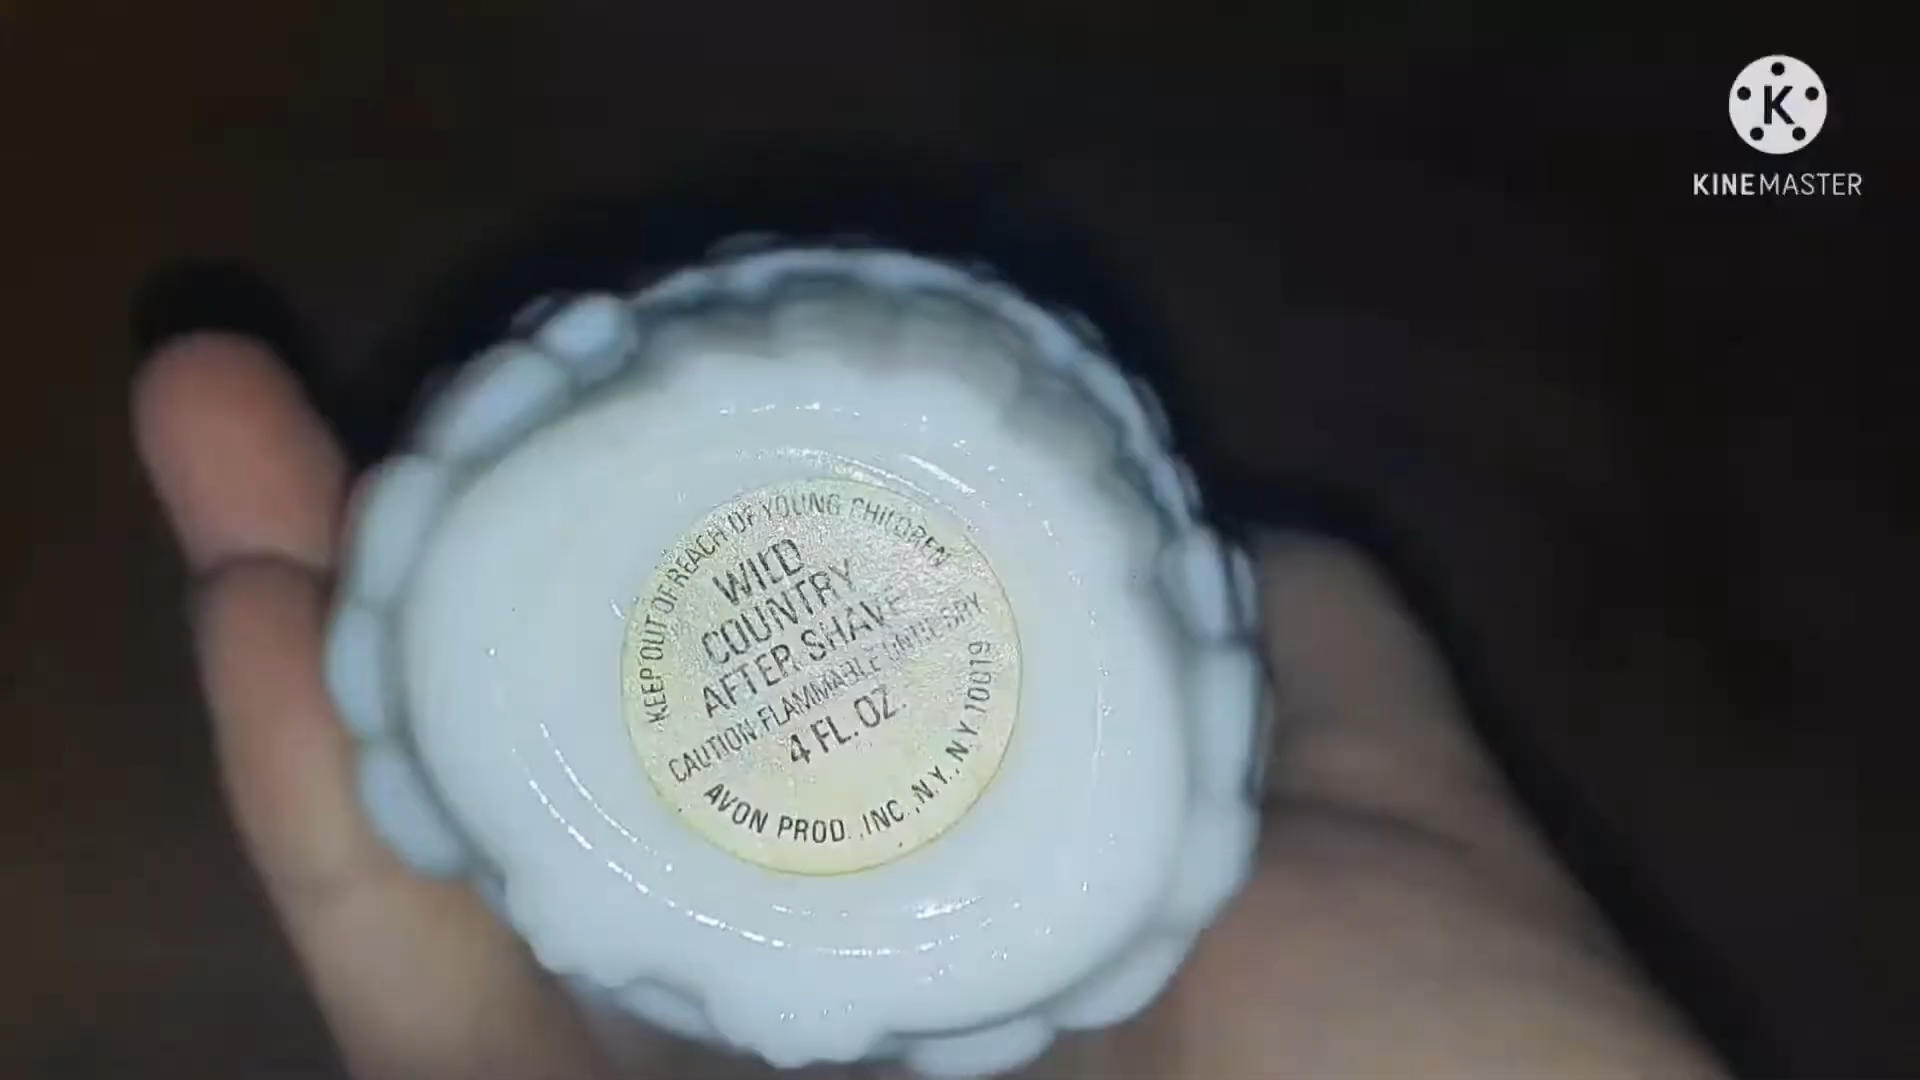 K
KINEMASTER
KEEP OUT OF REACH OF YOUNG CHILDREN
WILD
COUNTRY
AFTER SHAVE
CAUTION: FLAMMABLE UNTIL DRY
4 FL. OZ.
AVON PROD., INC., N.Y., N.Y. 10019